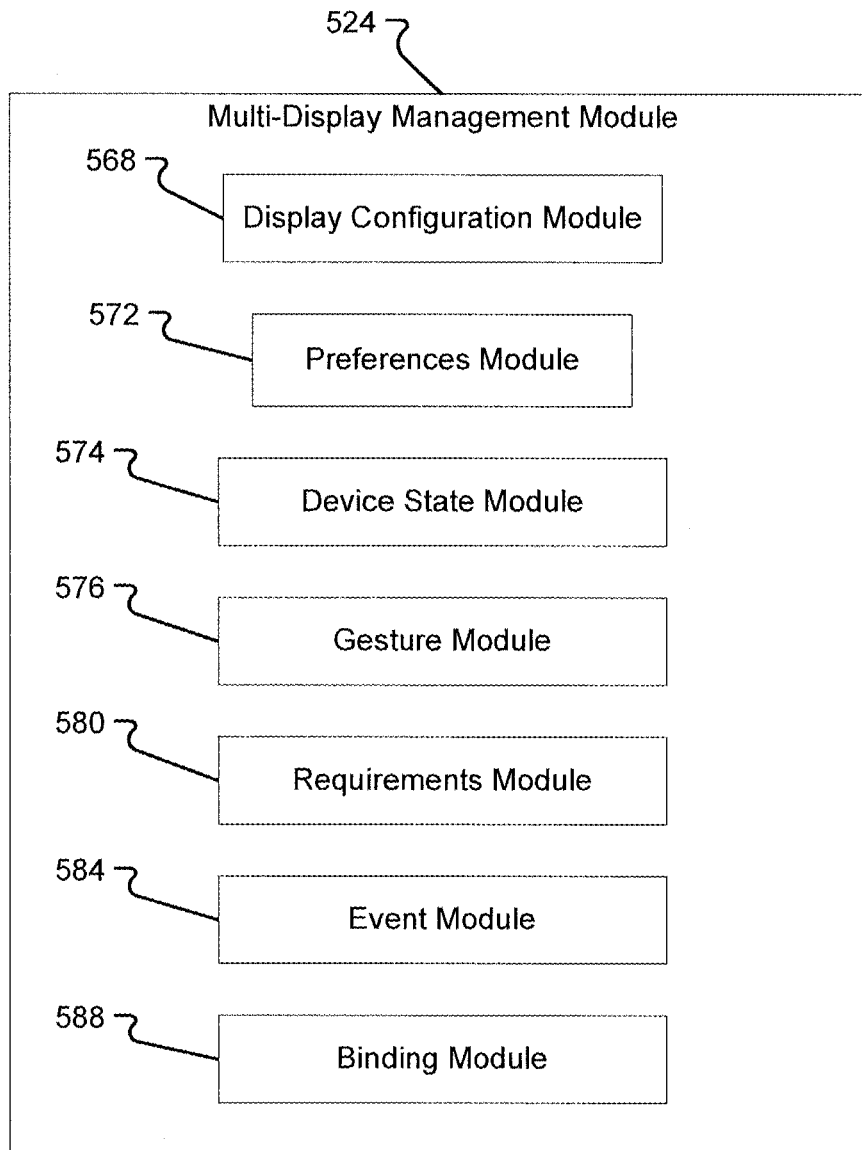 524
Multi-Display Management Module
568
Display Configuration Module
572
Preferences Module
574
Device State Module
576
Gesture Module
580
Requirements Module
584
Event Module
588
Binding Module